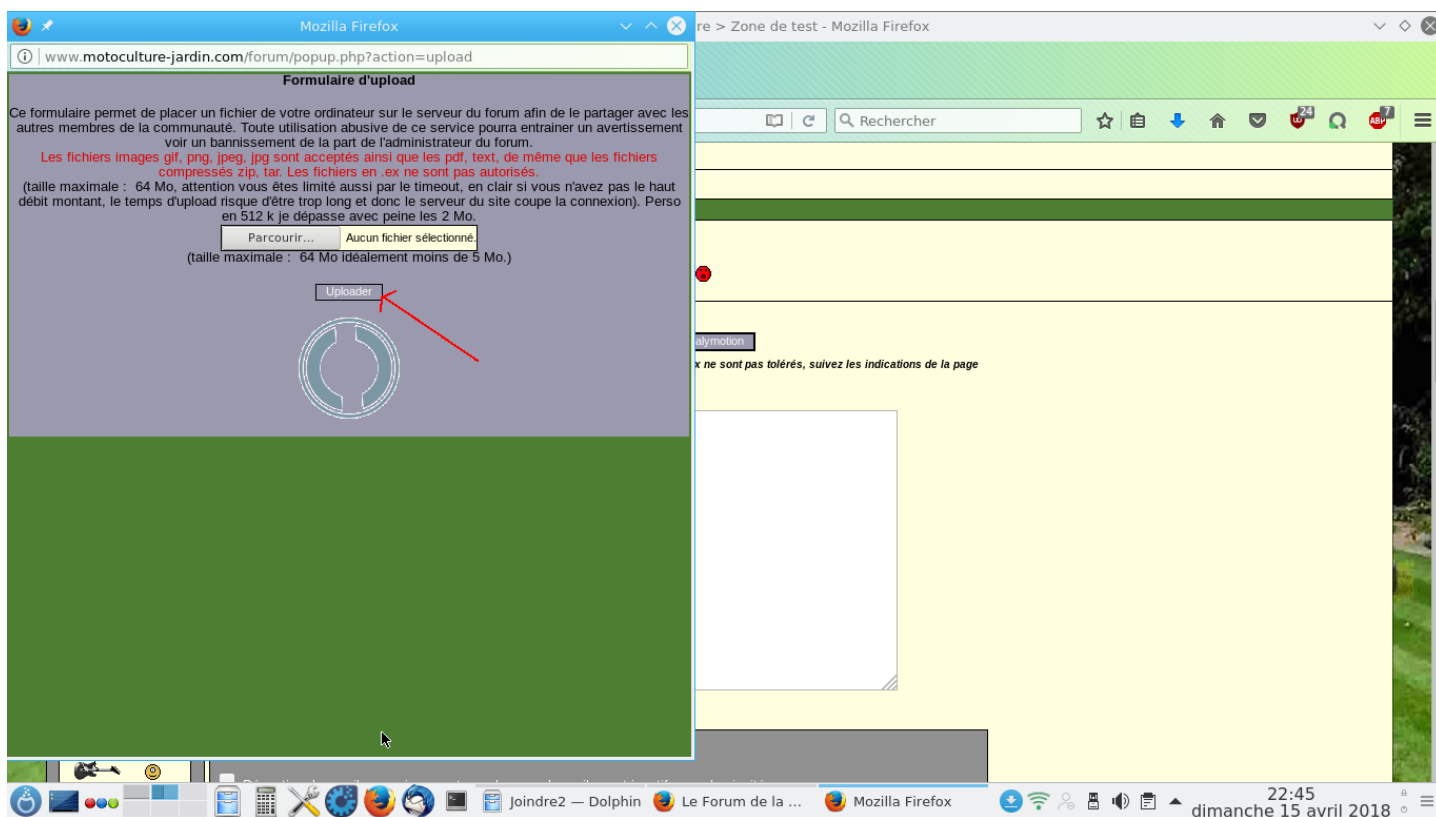 Mozilla Firefox
re > Zone de test - Mozilla Firefox
www.motoculture-jardin.com/forum/popup.php?action=upload
Formulaire d'upload
Ce formulaire permet de placer un fichier de votre ordinateur sur le serveur du forum afin de le partager avec les
autres membres de la communauté. Toute utilisation abusive de ce service pourra entrainer un avertissement
voir un bannissement de la part de l'administrateur du forum.
Les fichiers images gif, png, jpeg, jpg sont acceptés ainsi que les pdf, text, de même que les fichiers
compressés zip, tar. Les fichiers en .ex ne sont pas autorisés.
(taille maximale : 64 Mo, attention vous êtes limité aussi par le timeout, en clair si vous n'avez pas le haut
débit montant, le temps d'upload risque d'être trop long et donc le serveur du site coupe la connexion). Perso
en 512 k je dépasse avec peine les 2 Mo.
Parcourir... Aucun fichier sélectionné.
(taille maximale : 64 Mo idéalement moins de 5 Mo.)
Uploader
Rechercher
24
ABP
7
alymotion
x ne sont pas tolérés, suivez les indications de la page
Joindre2 — Dolphin
Le Forum de la ...
Mozilla Firefox
22:45
dimanche 15 avril 2018